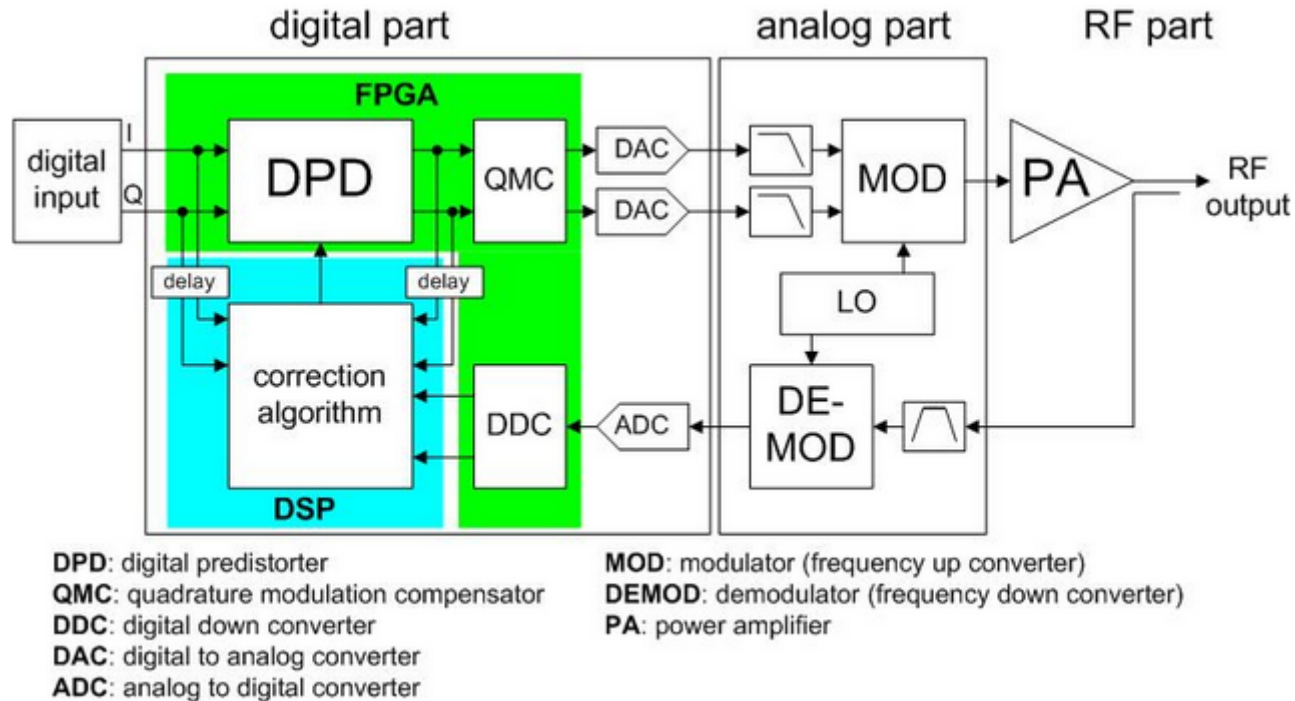 digital part
analog part
RF part
FPGA
digital
input
I
Q
DPD
QMC
DAC
DAC
MOD
PA
RF
output
delay
delay
LO
correction
algorithm
DDC
ADC
DE-
MOD
DSP
DPD: digital predistorter
QMC: quadrature modulation compensator
DDC: digital down converter
DAC: digital to analog converter
ADC: analog to digital converter
MOD: modulator (frequency up converter)
DEMOD: demodulator (frequency down converter)
PA: power amplifier